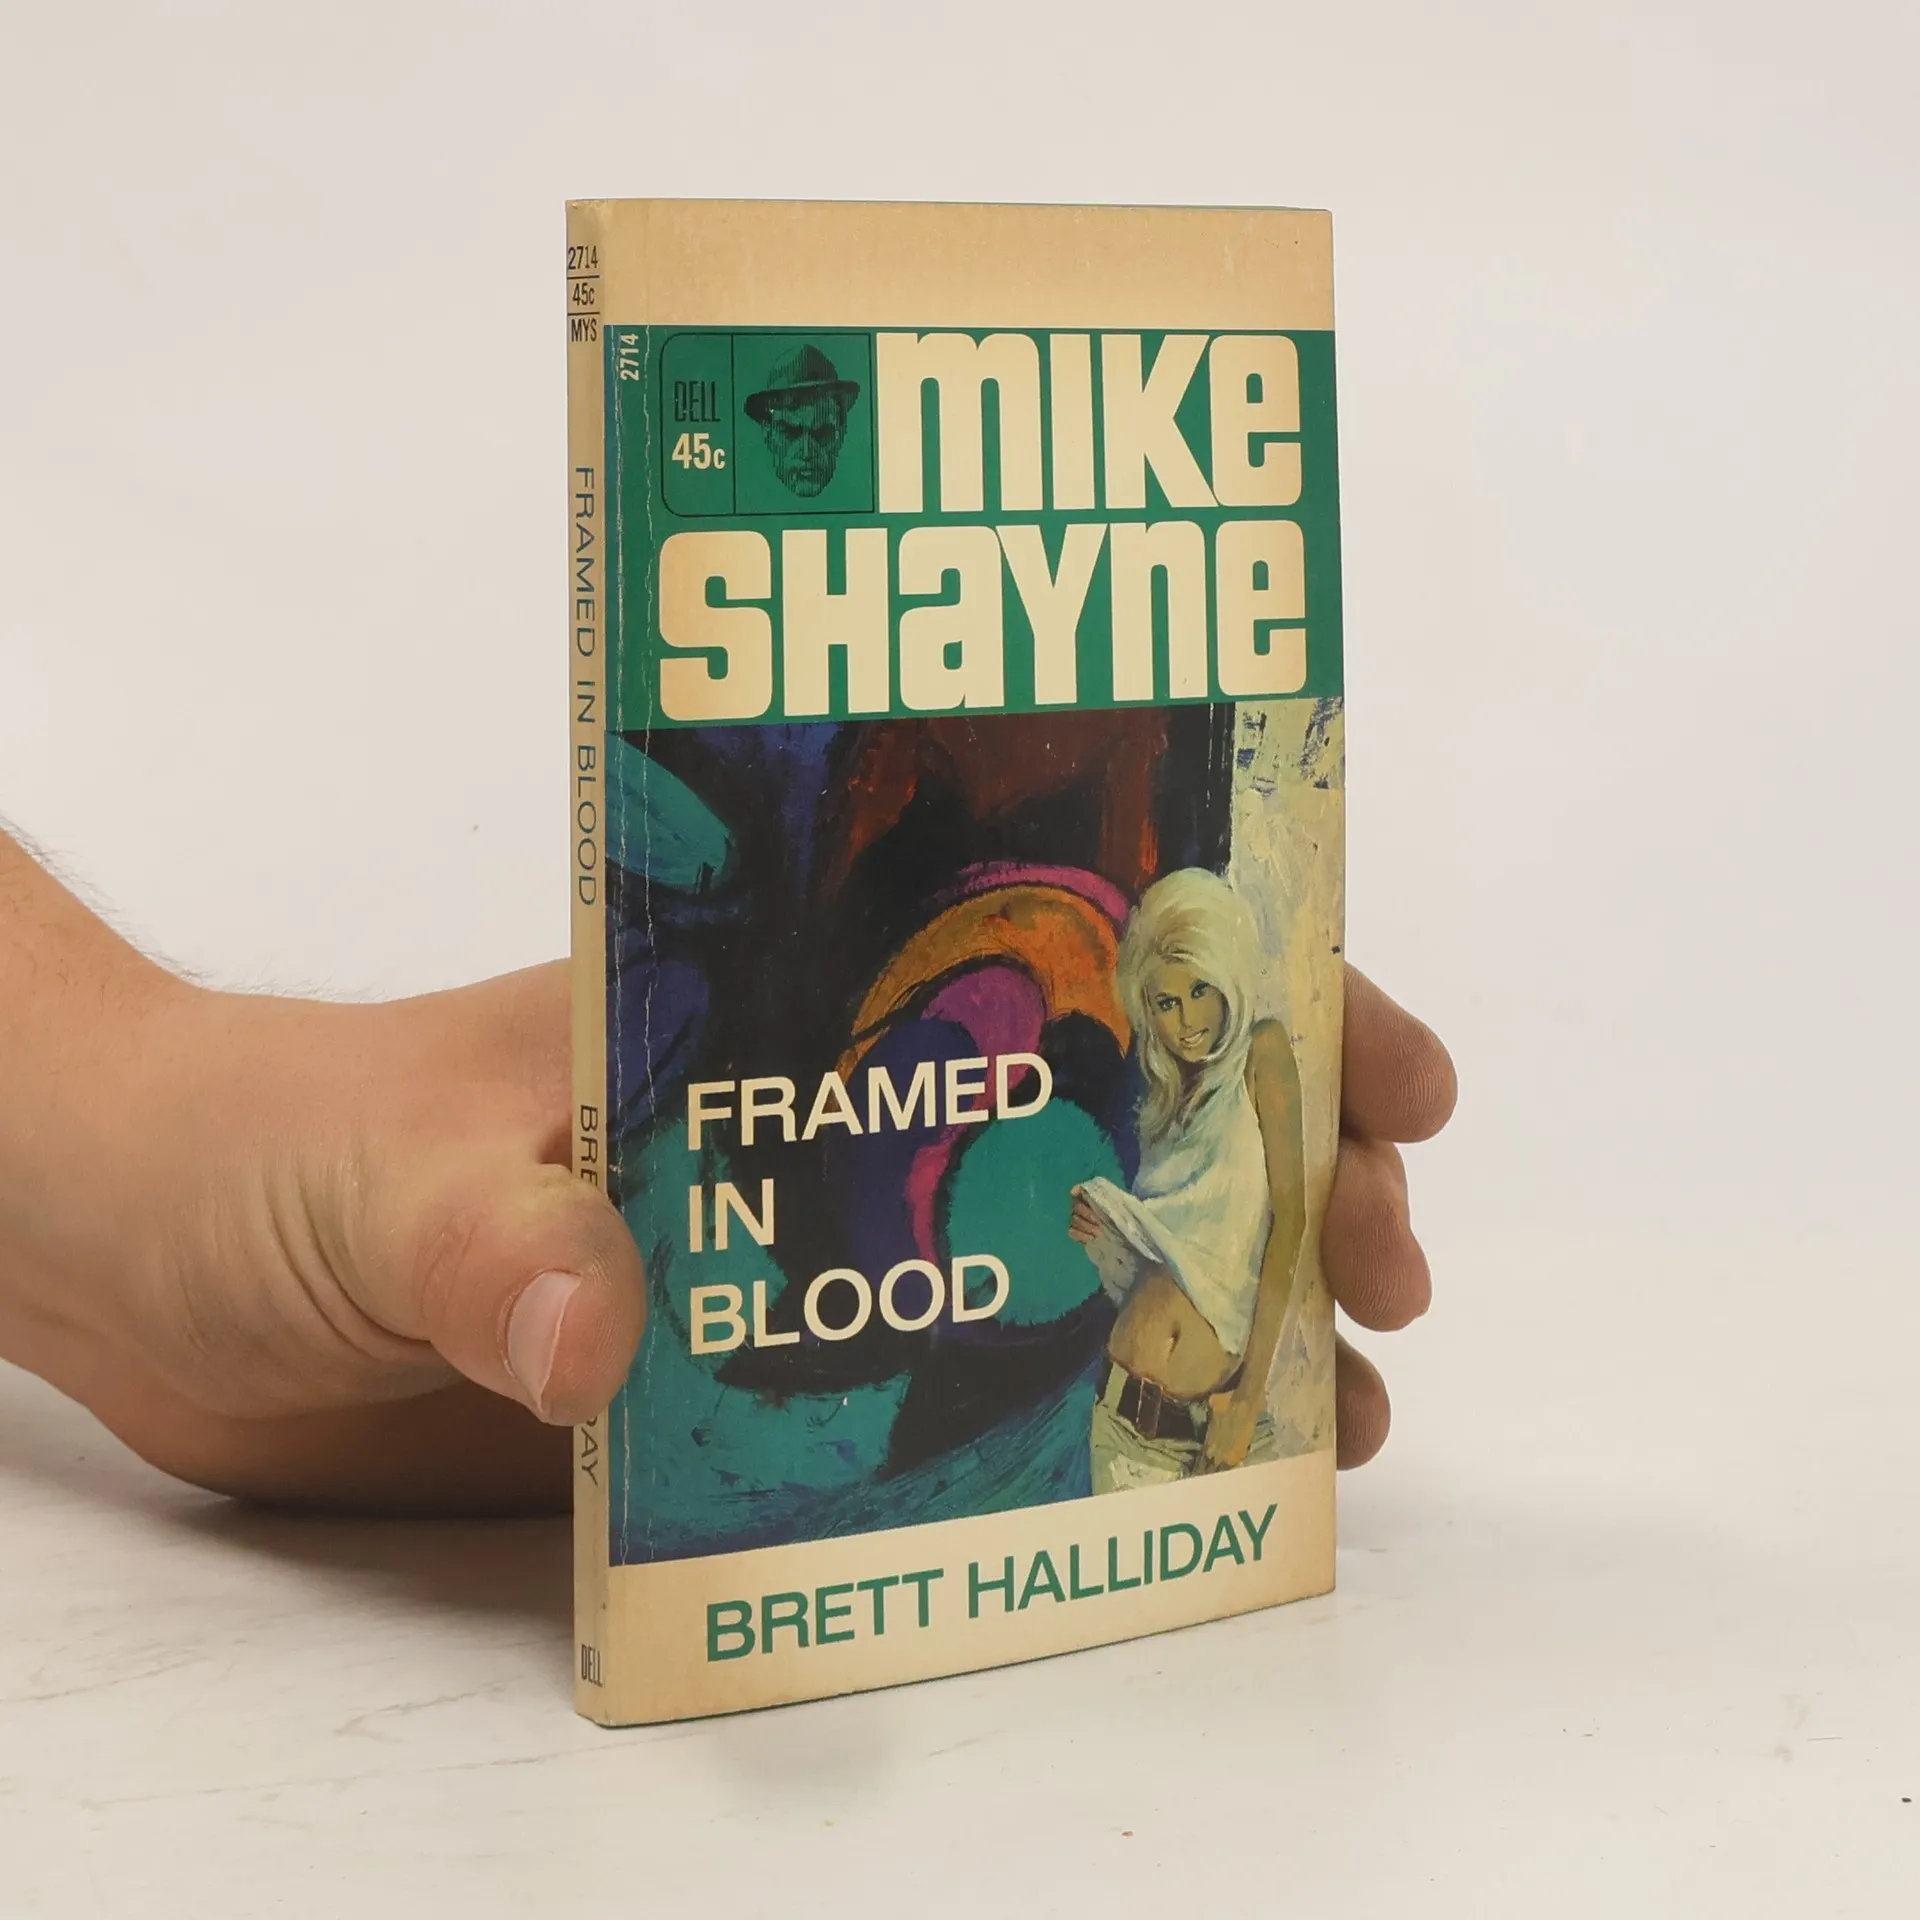 2714
45c
MYS
FRAMED IN BLOOD
DELL
2714
DELL
45c
MIKE
SHAYNE
FRAMED
IN
BLOOD
BRETT HALLIDAY